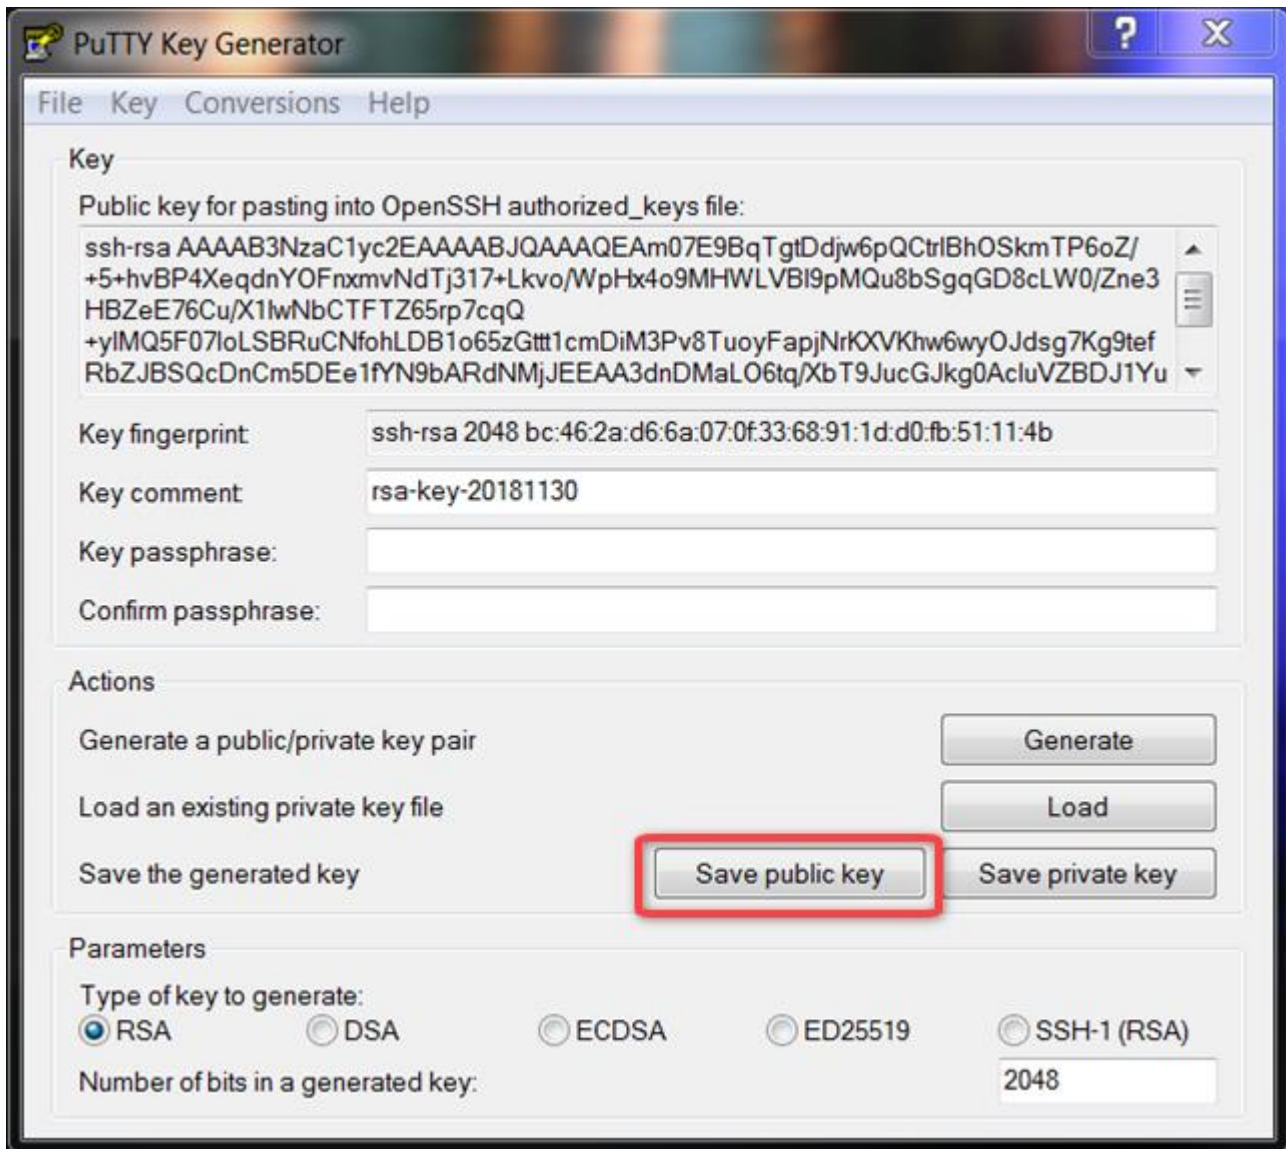 PuTTY Key Generator
? X
File Key Conversions Help
Key
Public key for pasting into OpenSSH authorized_keys file:
ssh-rsa AAAAB3NzaC1yc2EAAAABJQAAAQEAm07E9BqTgtDdjw6pQCtrlBhOSkmTP6oZ/
+5+hvBP4XeqdnYOFnxmvNdTj317+Lkvo/WpHx4o9MHWLVBl9pMQu8bSgqGD8cLW0/Zne3
HBZeE76Cu/X1lwNbCTFTZ65rp7cqQ
+ylMQ5F07loLSBRuCNfohLDB1o65zGttt1cmDiM3Pv8TuoyFapjNrKXVKhw6wyOJdsg7Kg9tef
RbZJBSQcDnCm5DEe1fYN9bARdNMjJEEAA3dnDMaLO6tq/XbT9JucGJkg0AcluVZBDJ1Yu
Key fingerprint: ssh-rsa 2048 bc:46:2a:d6:6a:07:0f:33:68:91:1d:d0:fb:51:11:4b
Key comment: rsa-key-20181130
Key passphrase:
Confirm passphrase:
Actions
Generate a public/private key pair Generate
Load an existing private key file Load
Save the generated key Save public key Save private key
Parameters
Type of key to generate:
RSA DSA ECDSA ED25519 SSH-1 (RSA)
Number of bits in a generated key: 2048